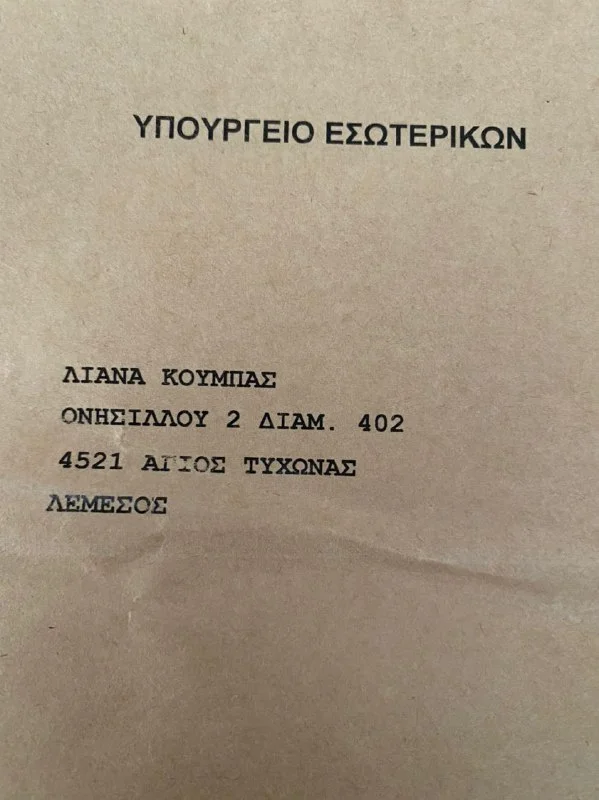 ΥΠΟΥΡΓΕΙΟ ΕΣΩΤΕΡΙΚΩΝ
ΛΙΑΝΑ ΚΟΥΜΠΑΣ
ΟΝΗΣΙΛΛΟΥ 2 ΔΙΑΜ. 402
4521 ΑΓΙΟΣ ΤΥΧΩΝΑΣ
ΛΕΜΕΣΟΣ